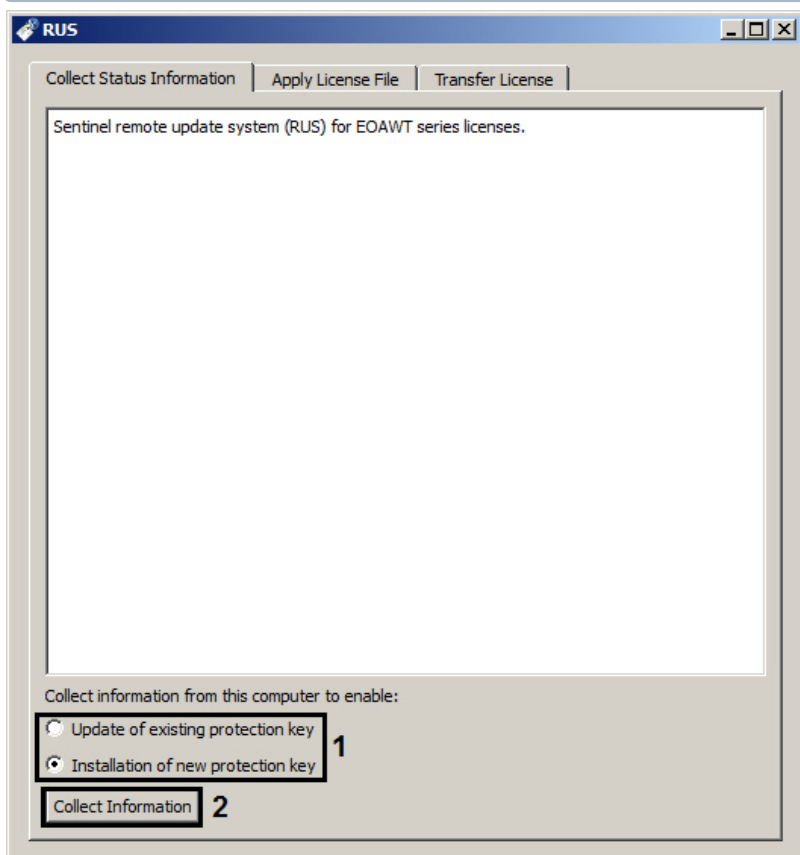 RUS
Collect Status Information Apply License File Transfer License
Sentinel remote update system (RUS) for EOAWT series licenses.
Collect information from this computer to enable:
Update of existing protection key
1
Installation of new protection key
Collect Information 2